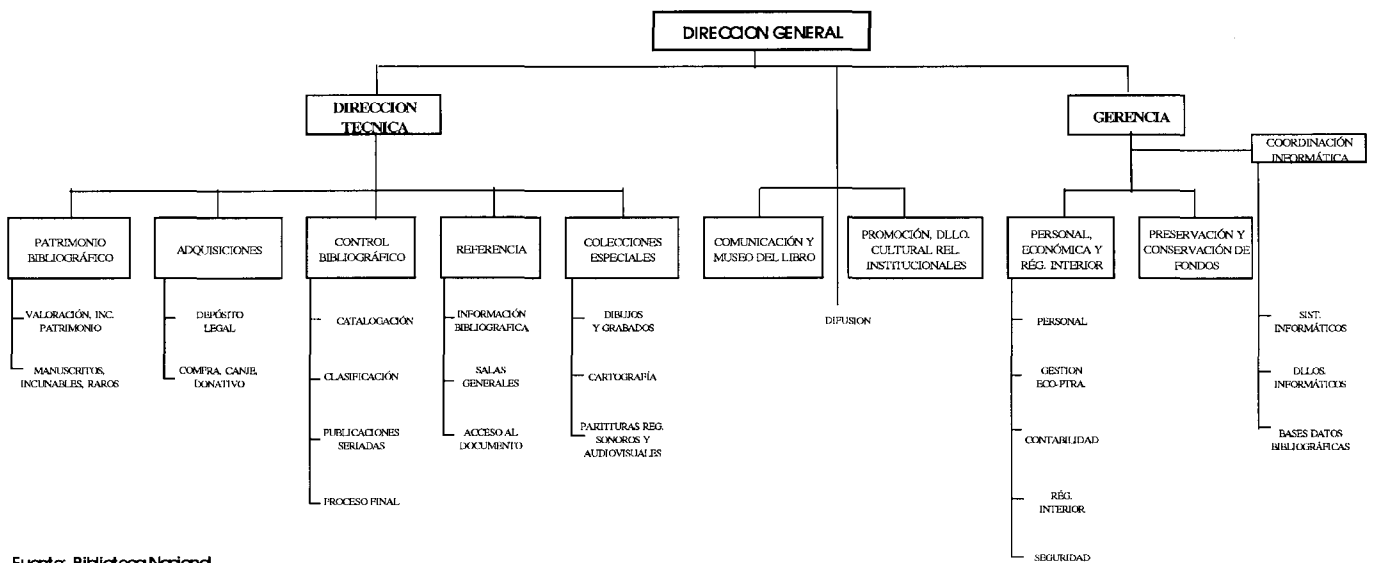 DIRECCION GENERAL
DIRECCION
TECNICA
GERENCIA
COORDINACIÓN
INFORMÁTICA
PATRIMONIO
BIBLIOGRÁFICO
ADQUISICIONES
CONTROL
BIBLIOGRÁFICO
REFERENCIA
COLECCIONES
ESPECIALES
COMUNICACIÓN Y
MUSEO DEL LIBRO
PROMOCIÓN, DLLO.
CULTURAL REL.
INSTITUCIONALES
PERSONAL,
ECONÓMICA Y
RÉG. INTERIOR
PRESERVACIÓN Y
CONSERVACIÓN DE
FONDOS
VALORACIÓN, INC.
PATRIMONIO
MANUSCRITOS,
INCUNABLES, RAROS
DEPÓSITO
LEGAL
COMPRA, CANJE,
DONATIVO
CATALOGACIÓN
CLASIFICACIÓN
PUBLICACIONES
SERIADAS
PROCESO FINAL
INFORMACIÓN
BIBLIOGRAFICA
SALAS
GENERALES
ACCESO AL
DOCUMENTO
DIBUJOS
Y GRABADOS
CARTOGRAFÍA
PARTITURAS REG.
SONOROS Y
AUDIOVISUALES
DIFUSION
PERSONAL
GESTION
ECO-PTRA.
CONTABILIDAD
RÉG.
INTERIOR
SEGURIDAD
SIST.
INFORMÁTICOS
DLLOS.
INFORMÁTICOS
BASES DATOS
BIBLIOGRÁFICAS
Fuente: Biblioteca Nacional